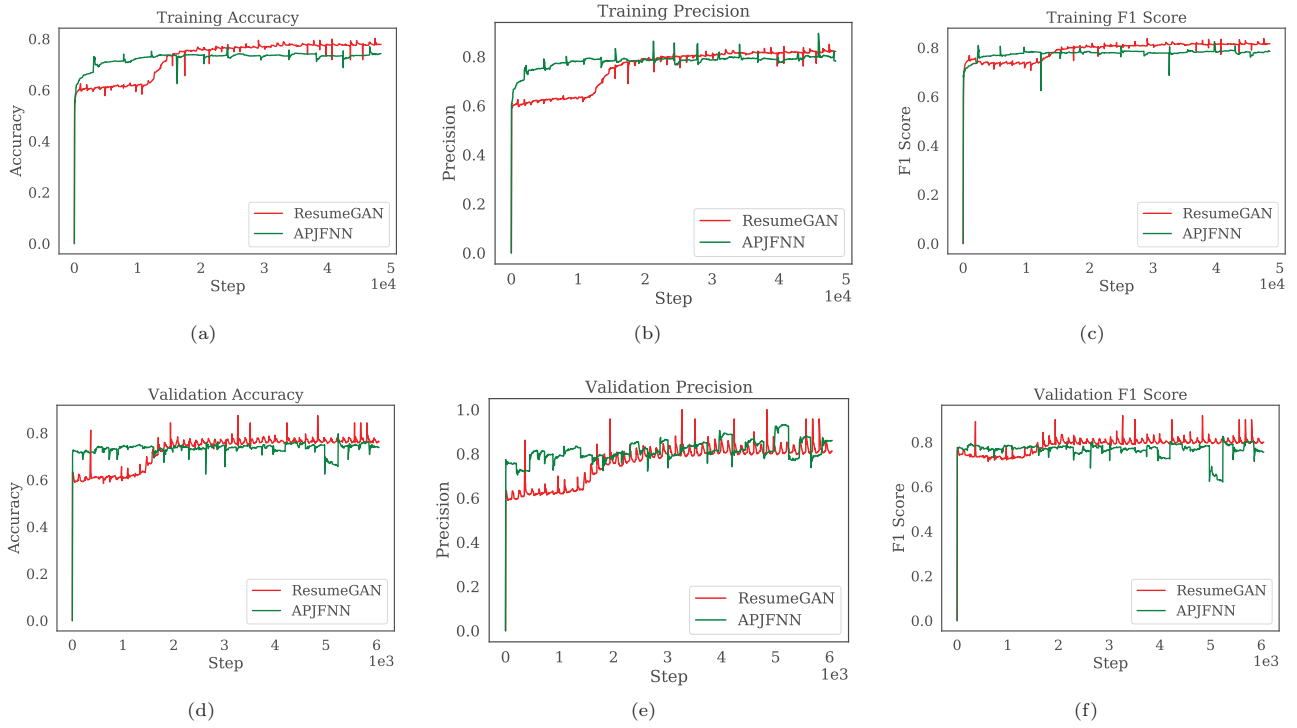 Training Accuracy
0.8
0.6
0.4
0.2
0.0
Accuracy
ResumeGAN
APJFNN
0 1 2 3 4 5
Step 1e4
(a)
Training Precision
0.8
0.6
0.4
0.2
0.0
Precision
ResumeGAN
APJFNN
0 1 2 3 4 5
Step 1e4
(b)
Training F1 Score
0.8
0.6
0.4
0.2
0.0
F1 Score
ResumeGAN
APJFNN
0 1 2 3 4 5
Step 1e4
(c)
Validation Accuracy
0.8
0.6
0.4
0.2
0.0
Accuracy
ResumeGAN
APJFNN
0 1 2 3 4 5 6
Step 1e3
(d)
Validation Precision
1.0
0.8
0.6
0.4
0.2
0.0
Precision
ResumeGAN
APJFNN
0 1 2 3 4 5 6
Step 1e3
(e)
Validation F1 Score
0.8
0.6
0.4
0.2
0.0
F1 Score
ResumeGAN
APJFNN
0 1 2 3 4 5 6
Step 1e3
(f)